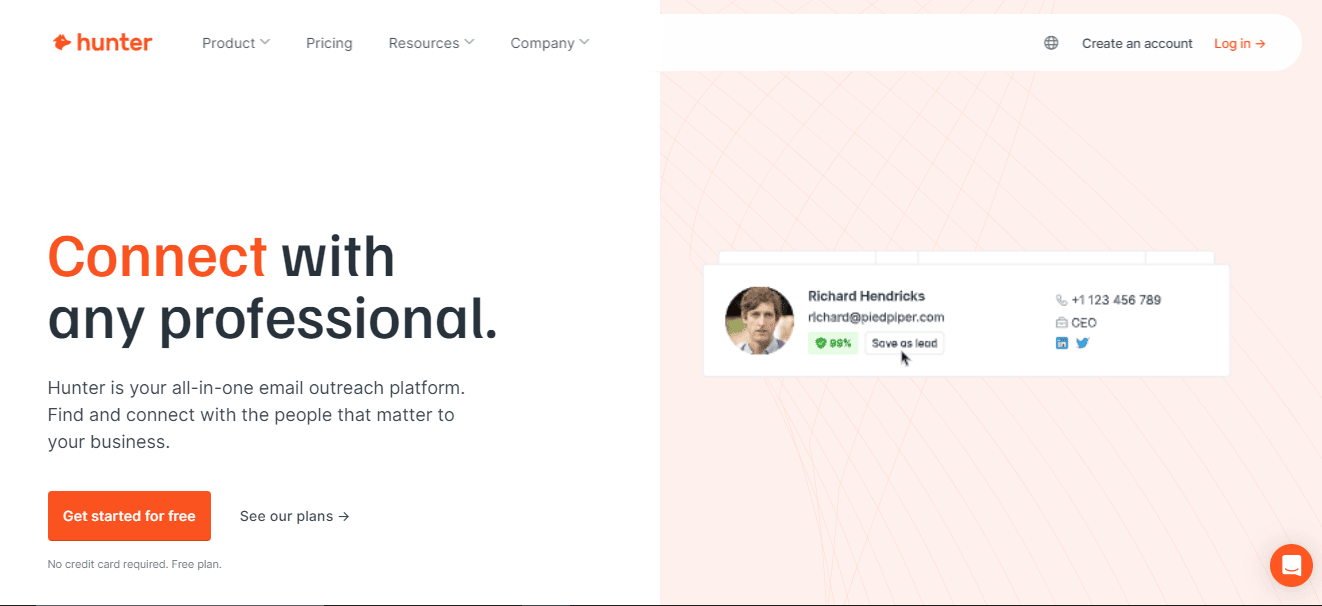 hunter
Product
Pricing
Resources
Company
Create an account
Log in →
Connect with
any professional.
Hunter is your all-in-one email outreach platform.
Find and connect with the people that matter to
your business.
Get started for free
See our plans →
No credit card required. Free plan.
Richard Hendricks
richard@piedpiper.com
98%
Save as lead
+1 123 456 789
CEO
in